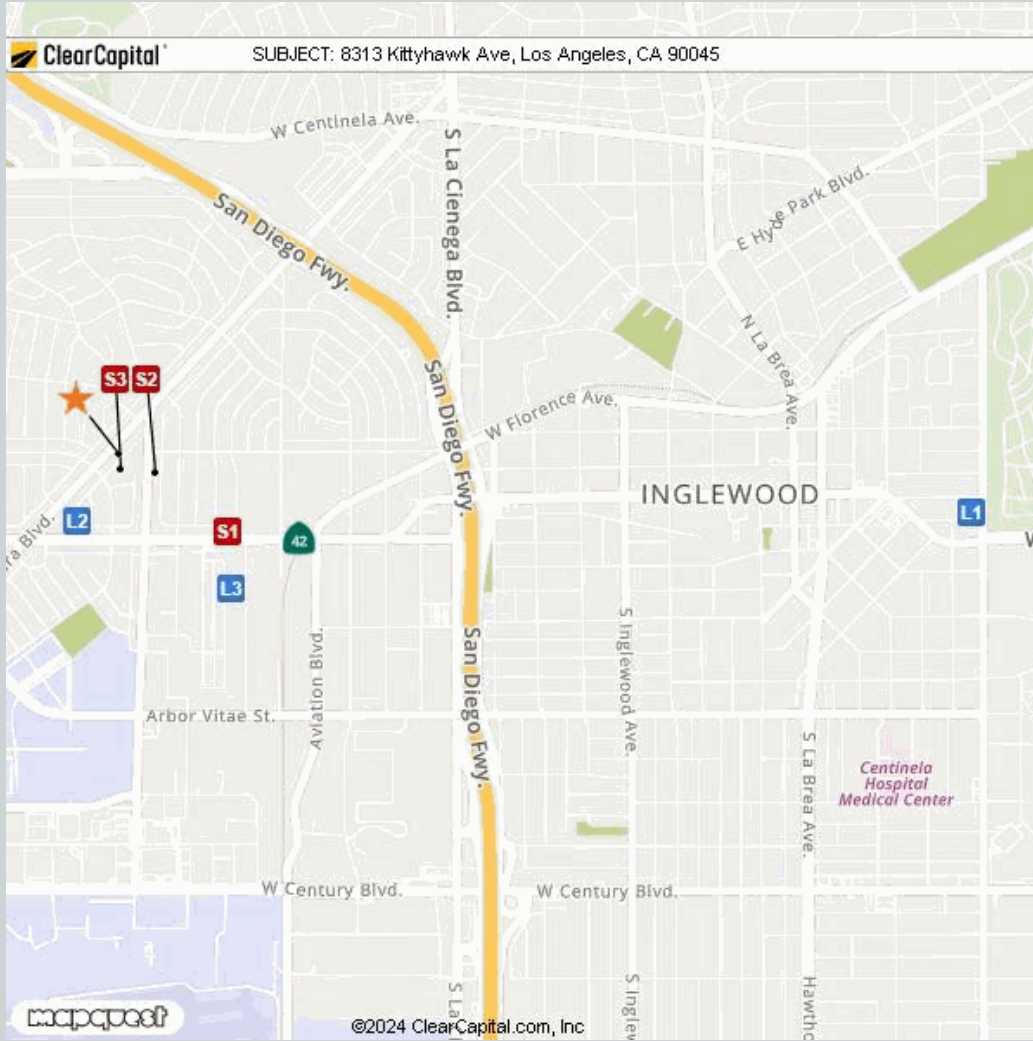 ClearCapital
SUBJECT: 8313 Kittyhawk Ave, Los Angeles, CA 90045
W Centinela Ave.
S La Cienega Blvd.
San Diego Fwy.
E Hyde Park Blvd.
N La Brea Ave.
S3
S2
San Diego Fwy.
W Florence Ave.
INGLEWOOD
L2
S1
42
L1
L3
S Inglewood Ave.
San Diego Fwy.
Aviation Blvd.
Arbor Vitae St.
S La Brea Ave.
Centinela
Hospital
Medical Center
W Century Blvd.
W Century Blvd.
S La
S Inglew
Hawthc
mapquest
©2024 ClearCapital.com, Inc